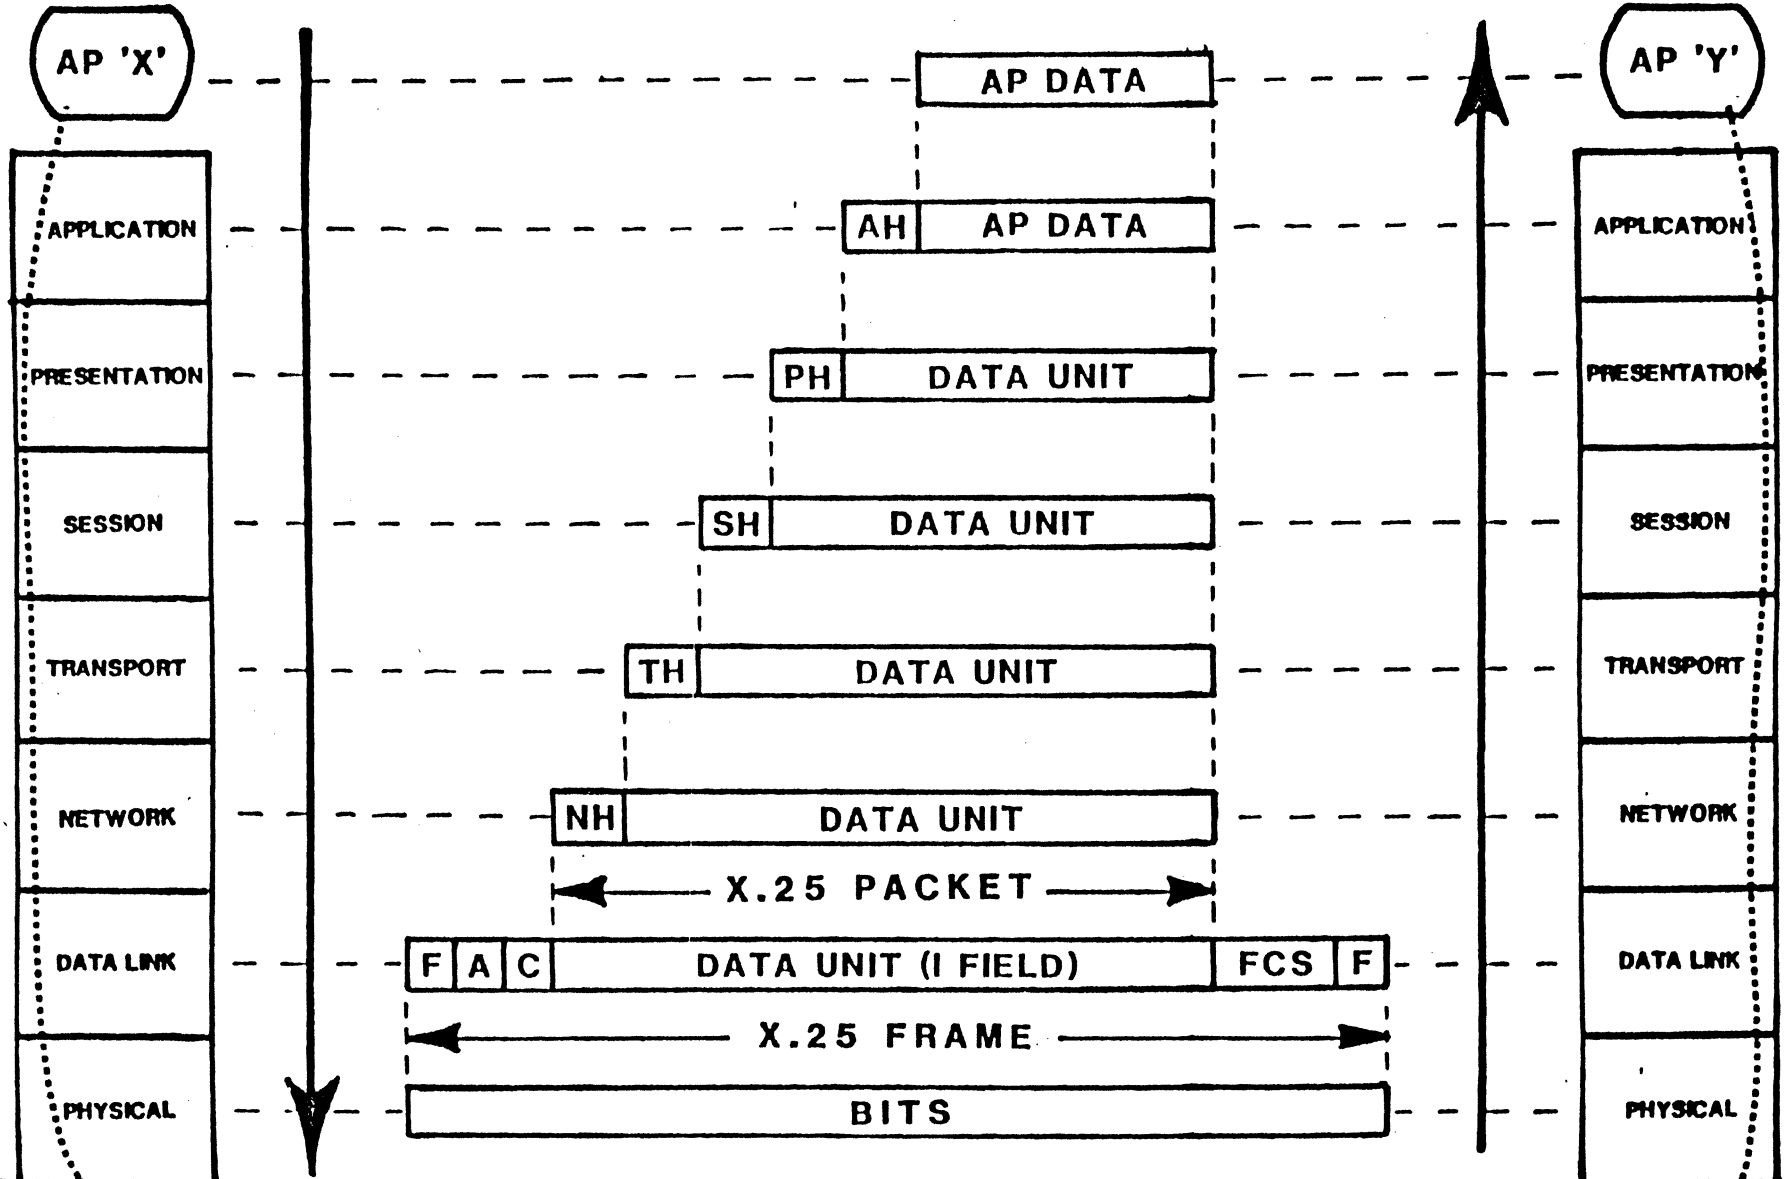 AP 'X' AP DATA AP 'Y'
APPLICATION AH AP DATA APPLICATION
PRESENTATION PH DATA UNIT PRESENTATION
SESSION SH DATA UNIT SESSION
TRANSPORT TH DATA UNIT TRANSPORT
NETWORK NH DATA UNIT NETWORK
X.25 PACKET
DATA LINK F A C DATA UNIT (I FIELD) FCS F DATA LINK
X.25 FRAME
PHYSICAL BITS PHYSICAL